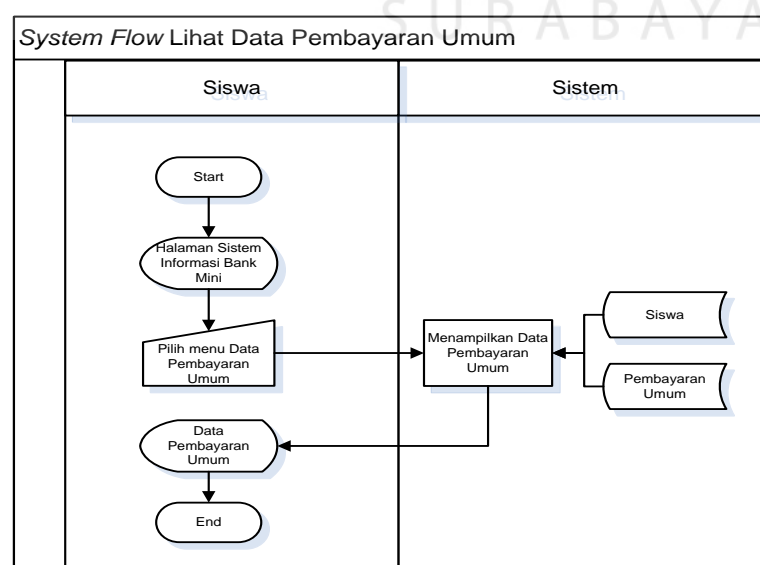 SURABAYA
System Flow Lihat Data Pembayaran Umum
Siswa
Sistem
Start
Halaman Sistem
Informasi Bank
Mini
Pilih menu Data
Pembayaran
Umum
Menampilkan Data
Pembayaran
Umum
Siswa
Pembayaran
Umum
Data
Pembayaran
Umum
End